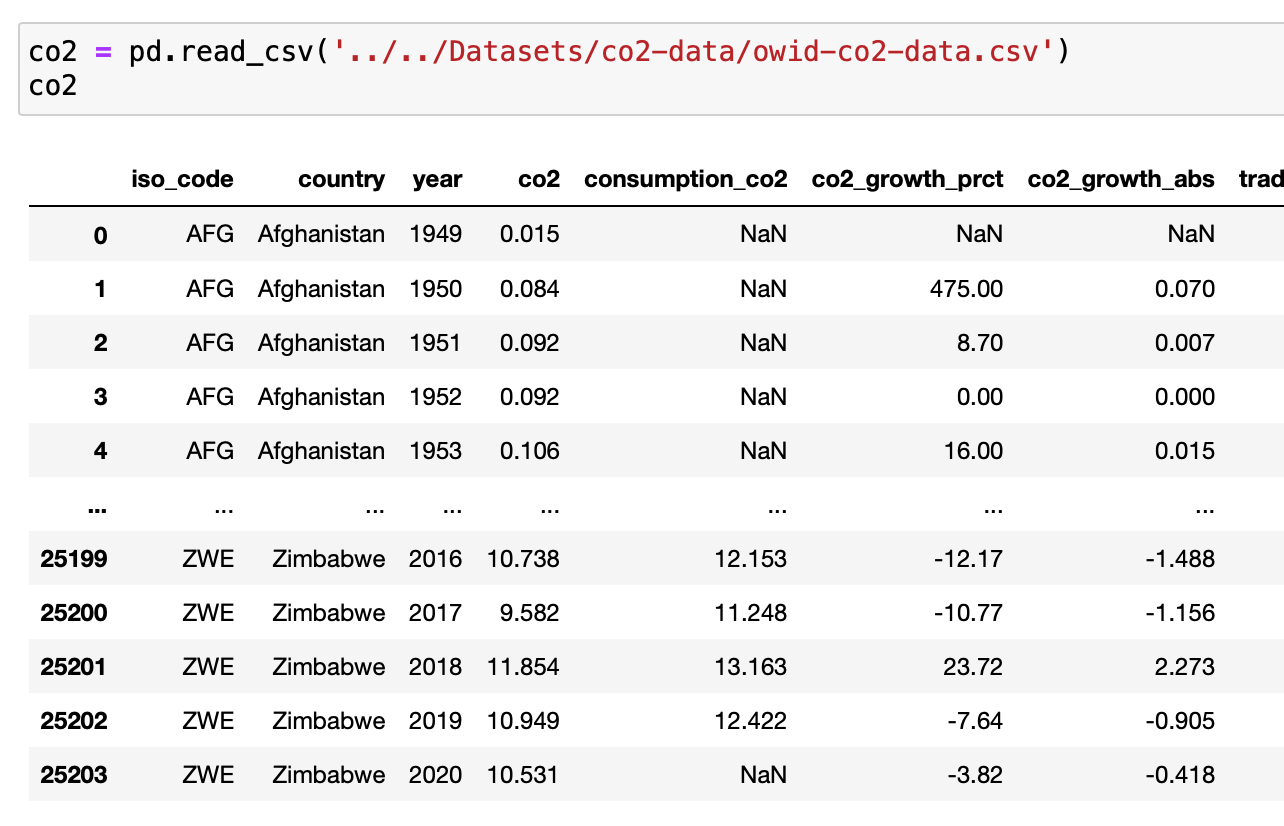 co2 = pd.read_csv('../../Datasets/co2-data/owid-co2-data.csv')
co2
iso_code country year co2 consumption_co2 co2_growth_prct co2_growth_abs trad
0 AFG Afghanistan 1949 0.015 NaN NaN NaN
1 AFG Afghanistan 1950 0.084 NaN 475.00 0.070
2 AFG Afghanistan 1951 0.092 NaN 8.70 0.007
3 AFG Afghanistan 1952 0.092 NaN 0.00 0.000
4 AFG Afghanistan 1953 0.106 NaN 16.00 0.015
... ... ... ... ... ... ... ...
25199 ZWE Zimbabwe 2016 10.738 12.153 -12.17 -1.488
25200 ZWE Zimbabwe 2017 9.582 11.248 -10.77 -1.156
25201 ZWE Zimbabwe 2018 11.854 13.163 23.72 2.273
25202 ZWE Zimbabwe 2019 10.949 12.422 -7.64 -0.905
25203 ZWE Zimbabwe 2020 10.531 NaN -3.82 -0.418